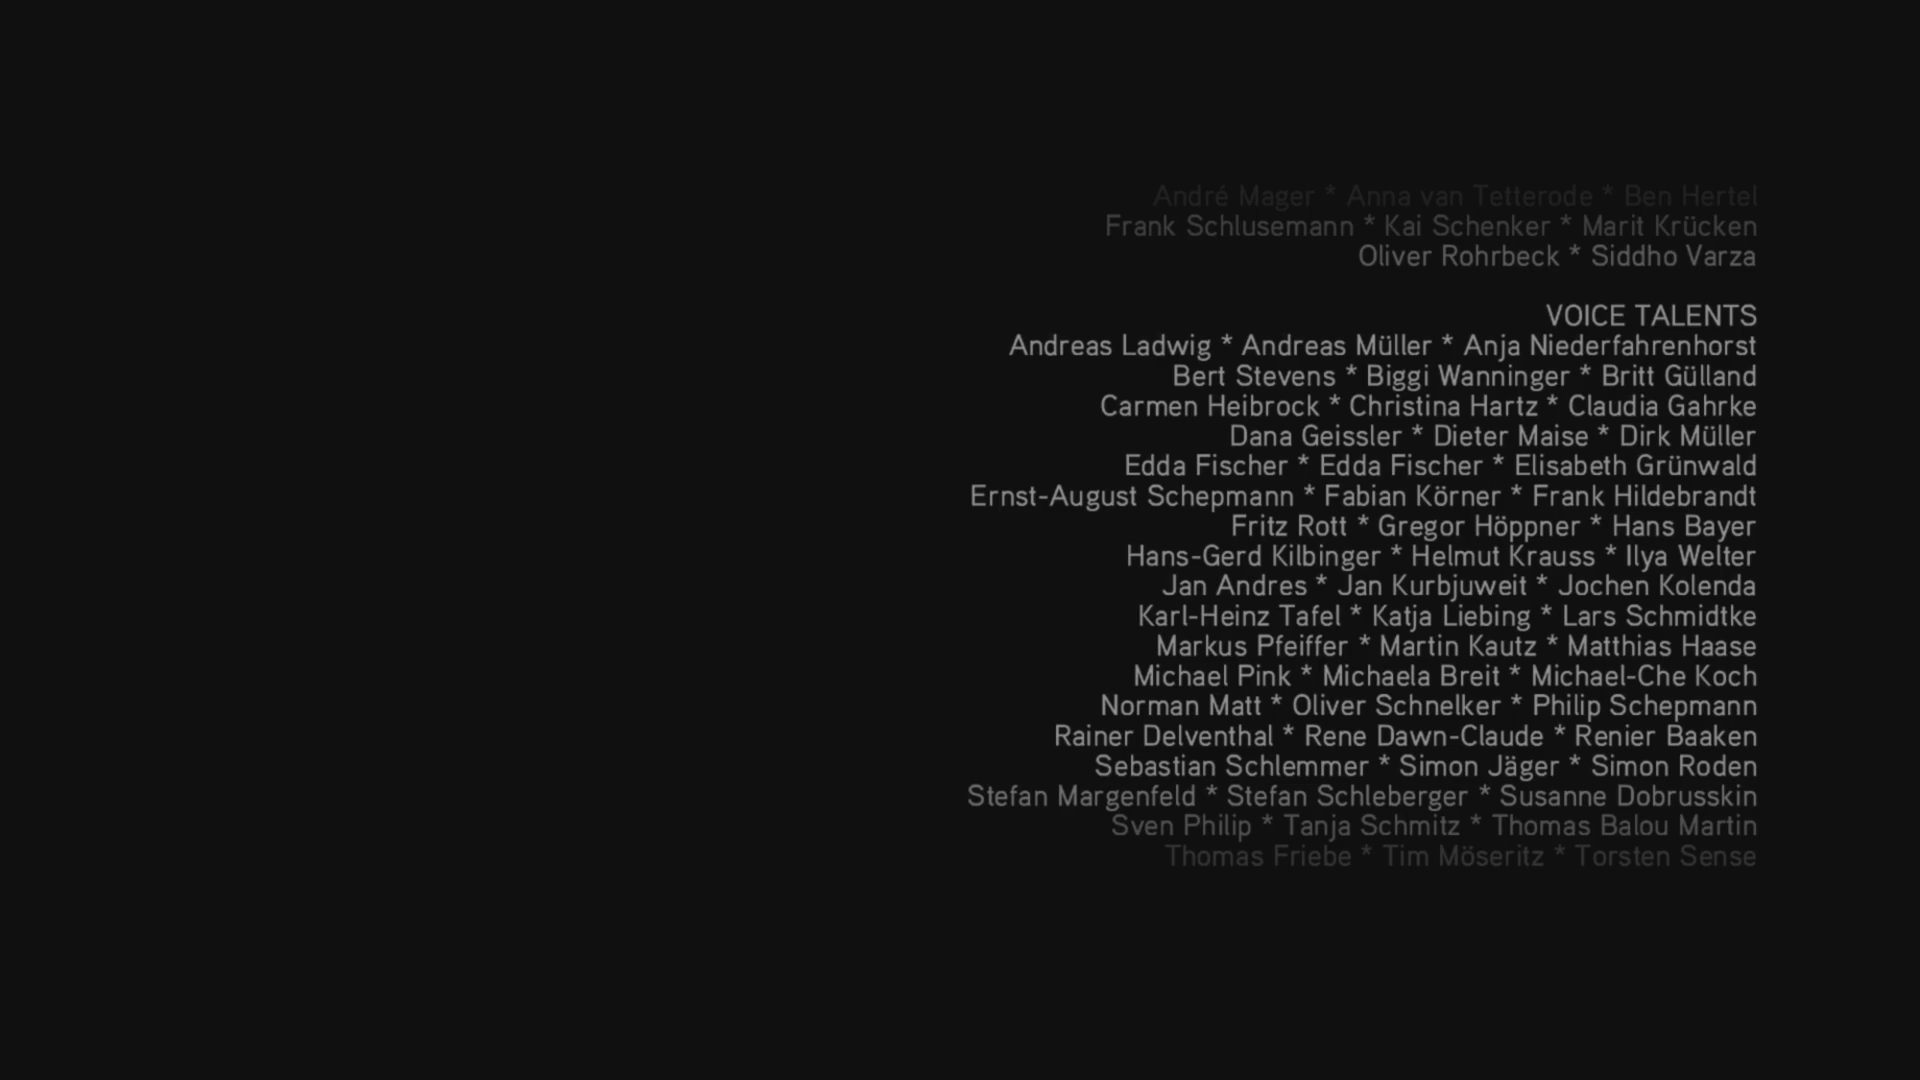 André Mager * Anna van Tetterode * Ben Hertel
Frank Schlusemann * Kai Schenker * Marit Krücken
Oliver Rohrbeck * Siddho Varza
VOICE TALENTS
Andreas Ladwig * Andreas Müller * Anja Niederfahrenhorst
Bert Stevens * Biggi Wanninger * Britt Gülland
Carmen Heibrock * Christina Hartz * Claudia Gahrke
Dana Geissler * Dieter Maise * Dirk Müller
Edda Fischer * Edda Fischer * Elisabeth Grünwald
Ernst-August Schepmann * Fabian Körner * Frank Hildebrandt
Fritz Rott * Gregor Höppner * Hans Bayer
Hans-Gerd Kilbinger * Helmut Krauss * Ilya Welter
Jan Andres * Jan Kurbjuweit * Jochen Kolenda
Karl-Heinz Tafel * Katja Liebing * Lars Schmidtke
Markus Pfeiffer * Martin Kautz * Matthias Haase
Michael Pink * Michaela Breit * Michael-Che Koch
Norman Matt * Oliver Schnelker * Philip Schepmann
Rainer Delventhal * Rene Dawn-Claude * Renier Baaken
Sebastian Schlemmer * Simon Jäger * Simon Roden
Stefan Margenfeld * Stefan Schleberger * Susanne Dobrusskin
Sven Philip * Tanja Schmitz * Thomas Balou Martin
Thomas Friebe * Tim Möseritz * Torsten Sense